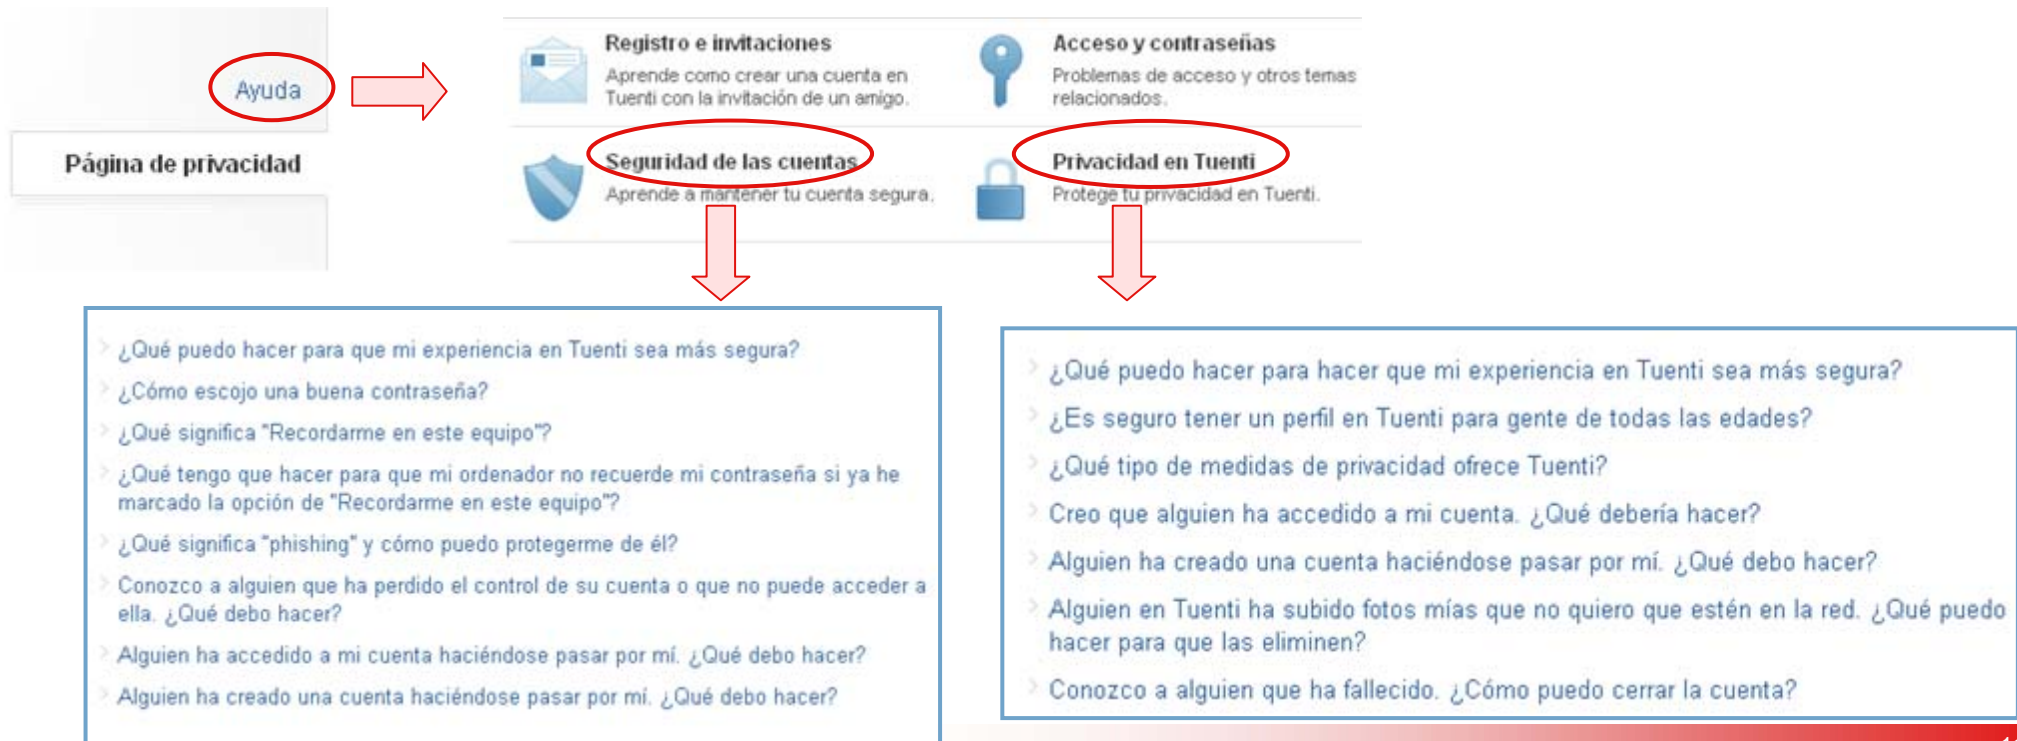 Ayuda
Página de privacidad
Registro e invitaciones
Aprende como crear una cuenta en
Tuenti con la invitación de un amigo.
Acceso y contraseñas
Problemas de acceso y otros temas
relacionados.
Seguridad de las cuentas
Aprende a mantener tu cuenta segura.
Privacidad en Tuenti
Protege tu privacidad en Tuenti.
¿Qué puedo hacer para que mi experiencia en Tuenti sea más segura?
¿Cómo escojo una buena contraseña?
¿Qué significa "Recordarme en este equipo"?
¿Qué tengo que hacer para que mi ordenador no recuerde mi contraseña si ya he
marcado la opción de "Recordarme en este equipo"?
¿Qué significa "phishing" y cómo puedo protegerme de él?
Conozco a alguien que ha perdido el control de su cuenta o que no puede acceder a
ella. ¿Qué debo hacer?
Alguien ha accedido a mi cuenta haciéndose pasar por mí. ¿Qué debo hacer?
Alguien ha creado una cuenta haciéndose pasar por mí. ¿Qué debo hacer?
¿Qué puedo hacer para hacer que mi experiencia en Tuenti sea más segura?
¿Es seguro tener un perfil en Tuenti para gente de todas las edades?
¿Qué tipo de medidas de privacidad ofrece Tuenti?
Creo que alguien ha accedido a mi cuenta. ¿Qué debería hacer?
Alguien ha creado una cuenta haciéndose pasar por mí. ¿Qué debo hacer?
Alguien en Tuenti ha subido fotos mías que no quiero que estén en la red. ¿Qué puedo
hacer para que las eliminen?
Conozco a alguien que ha fallecido. ¿Cómo puedo cerrar la cuenta?